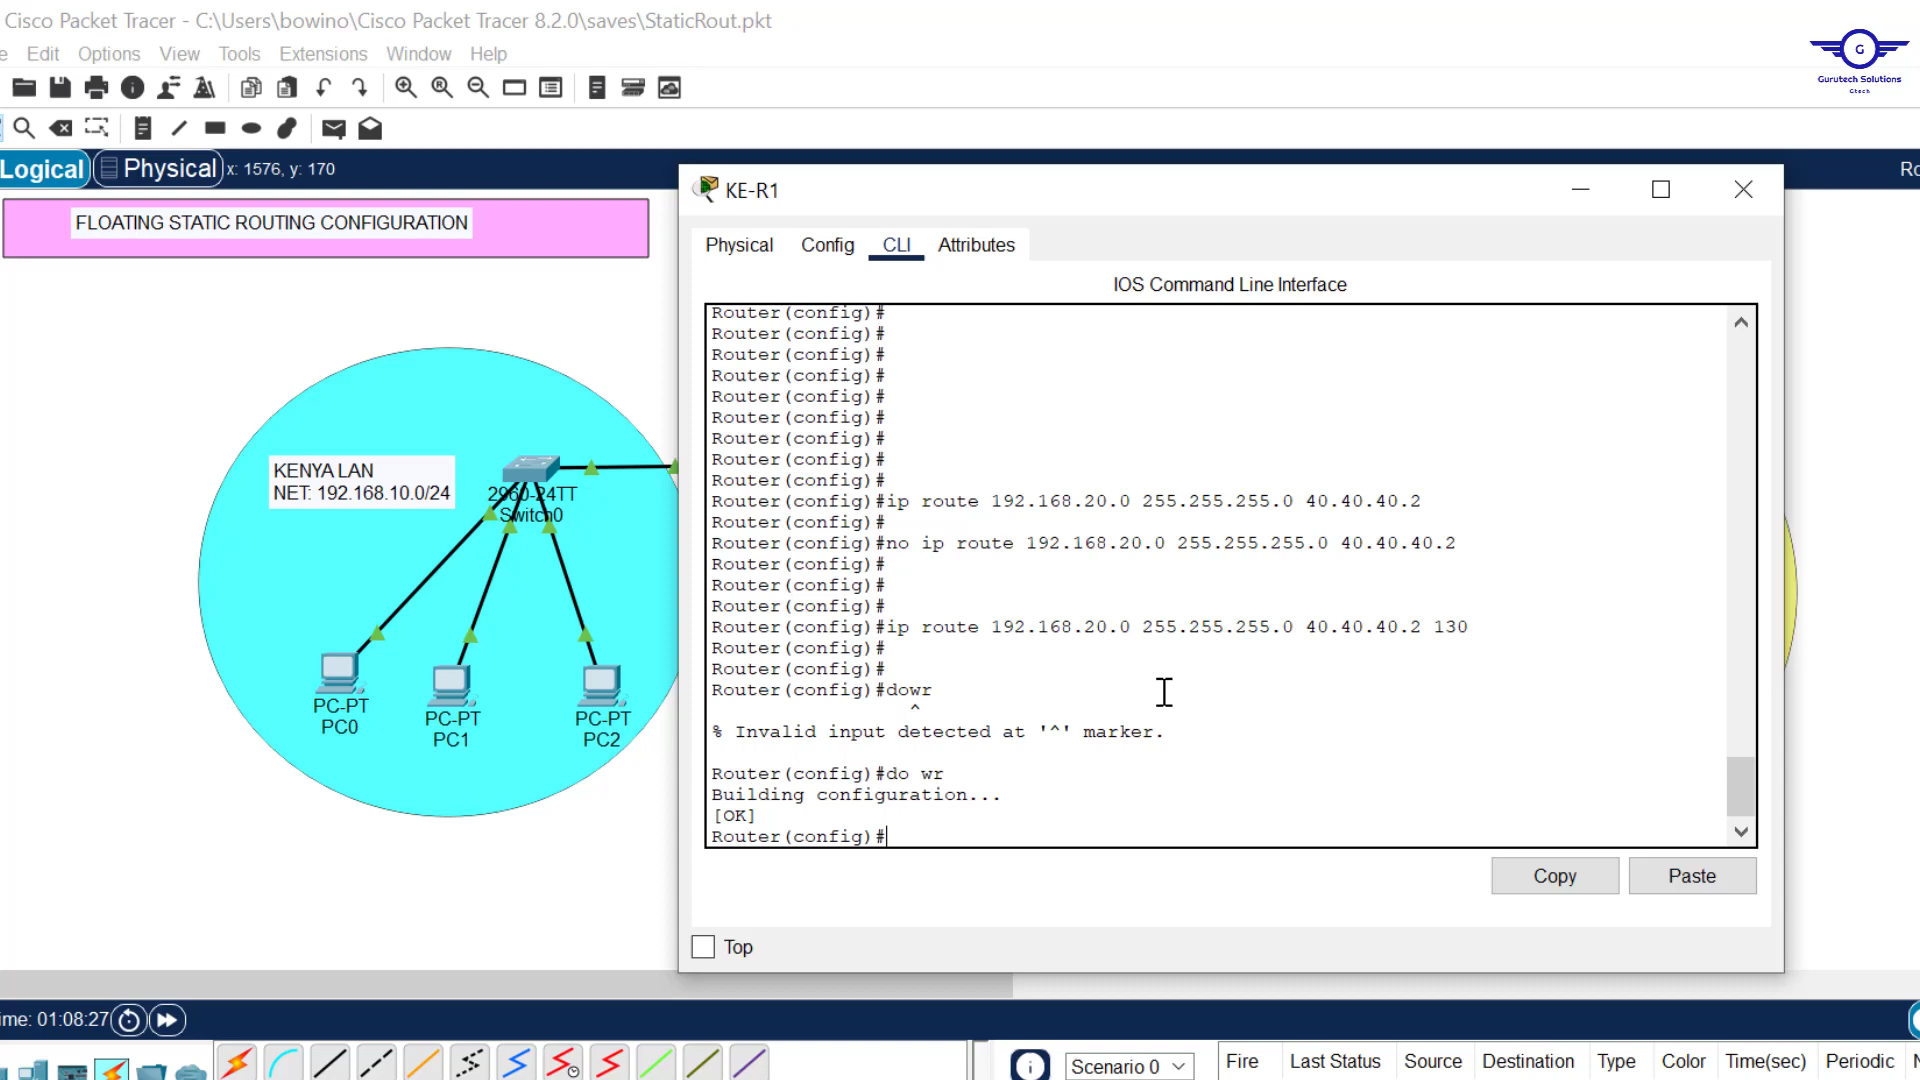 Cisco Packet Tracer - C:\Users\bowino\Cisco Packet Tracer 8.2.0\saves\StaticRout.pkt
e Edit Options View Tools Extensions Window Help
G
Gurutech Solutions
Gtech
Logical Physical x: 1576, y: 170
Ro
FLOATING STATIC ROUTING CONFIGURATION
KENYA LAN
NET: 192.168.10.0/24
2960-24TT
Switch0
PC-PT
PC0
PC-PT
PC1
PC-PT
PC2
KE-R1
Physical Config CLI Attributes
IOS Command Line Interface
Router(config)#
Router(config)#
Router(config)#
Router(config)#
Router(config)#
Router(config)#
Router(config)#
Router(config)#
Router(config)#
Router(config)#ip route 192.168.20.0 255.255.255.0 40.40.40.2
Router(config)#
Router(config)#no ip route 192.168.20.0 255.255.255.0 40.40.40.2
Router(config)#
Router(config)#
Router(config)#
Router(config)#ip route 192.168.20.0 255.255.255.0 40.40.40.2 130
Router(config)#
Router(config)#
Router(config)#dowr
^
% Invalid input detected at '^' marker.
Router(config)#do wr
Building configuration...
[OK]
Router(config)#
Copy Paste
Top
ime: 01:08:27
Scenario 0
Fire Last Status Source Destination Type Color Time(sec) Periodic N